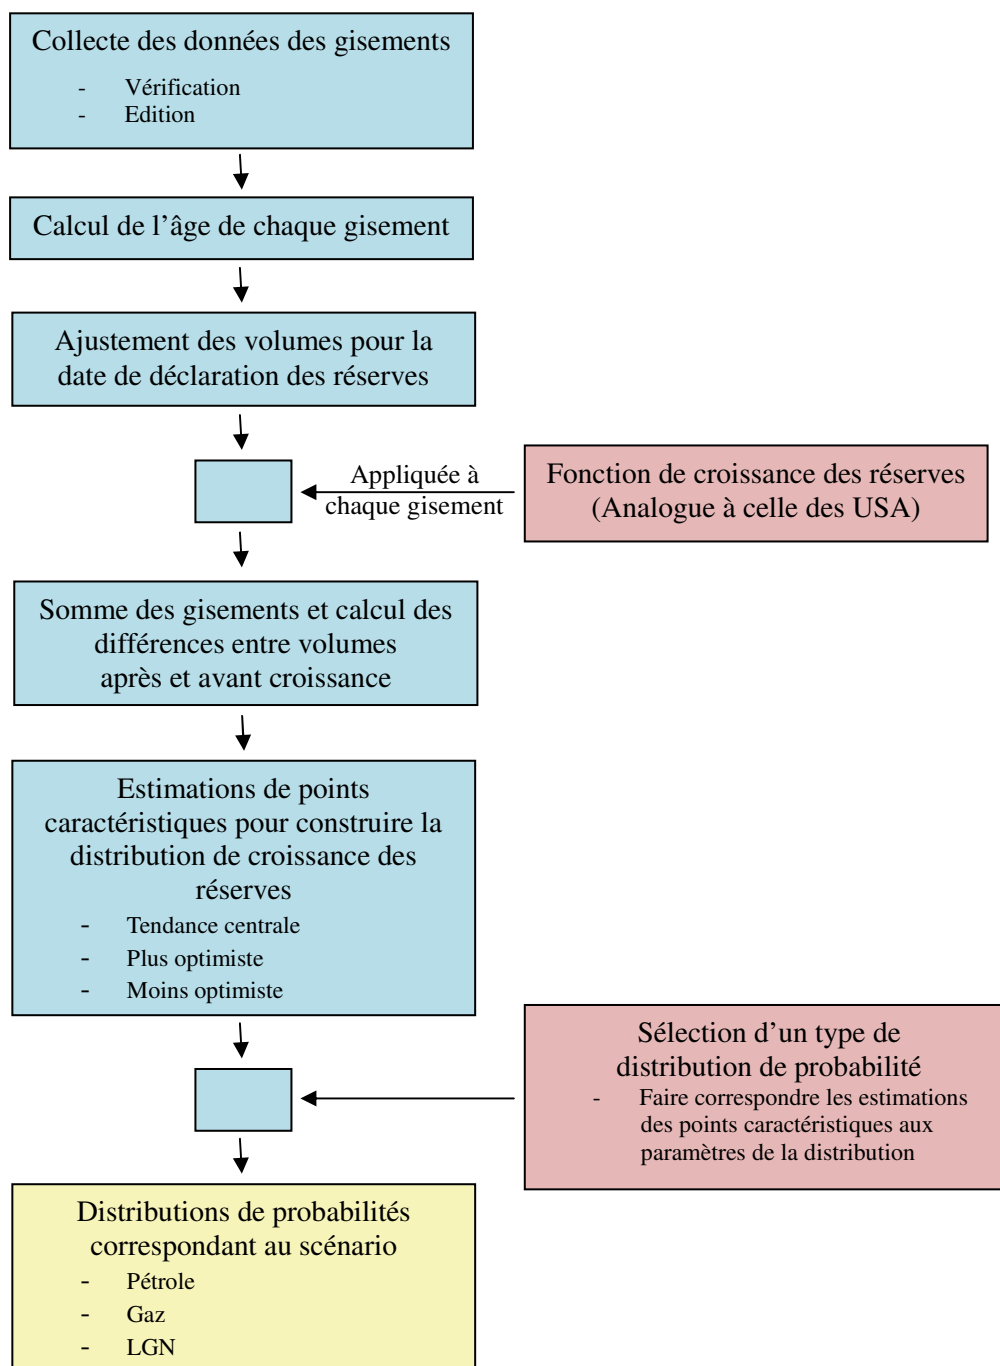 Collecte des données des gisements
- Vérification
- Edition
Calcul de l’âge de chaque gisement
Ajustement des volumes pour la
date de déclaration des réserves
Appliquée à
chaque gisement
Fonction de croissance des réserves
(Analogue à celle des USA)
Somme des gisements et calcul des
différences entre volumes
après et avant croissance
Estimations de points
caractéristiques pour construire la
distribution de croissance des
réserves
- Tendance centrale
- Plus optimiste
- Moins optimiste
Sélection d’un type de
distribution de probabilité
- Faire correspondre les estimations
des points caractéristiques aux
paramètres de la distribution
Distributions de probabilités
correspondant au scénario
- Pétrole
- Gaz
- LGN